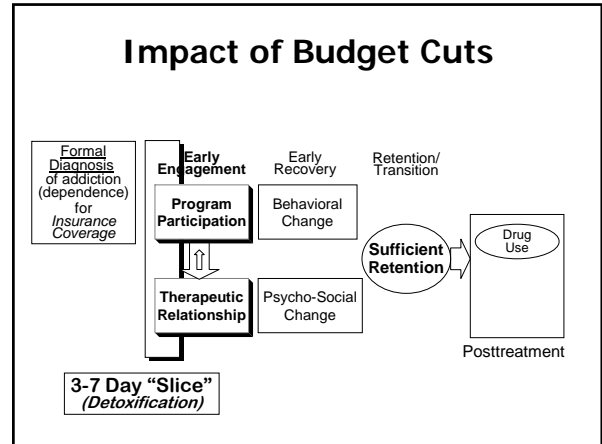 Impact of Budget Cuts
Formal
Diagnosis
of addiction
(dependence)
for
Insurance
Coverage
Early
Engagement
Early
Recovery
Retention/
Transition
Program
Participation
Behavioral
Change
Sufficient
Retention
Drug
Use
Therapeutic
Relationship
Psycho-Social
Change
Posttreatment
3-7 Day “Slice”
(Detoxification)